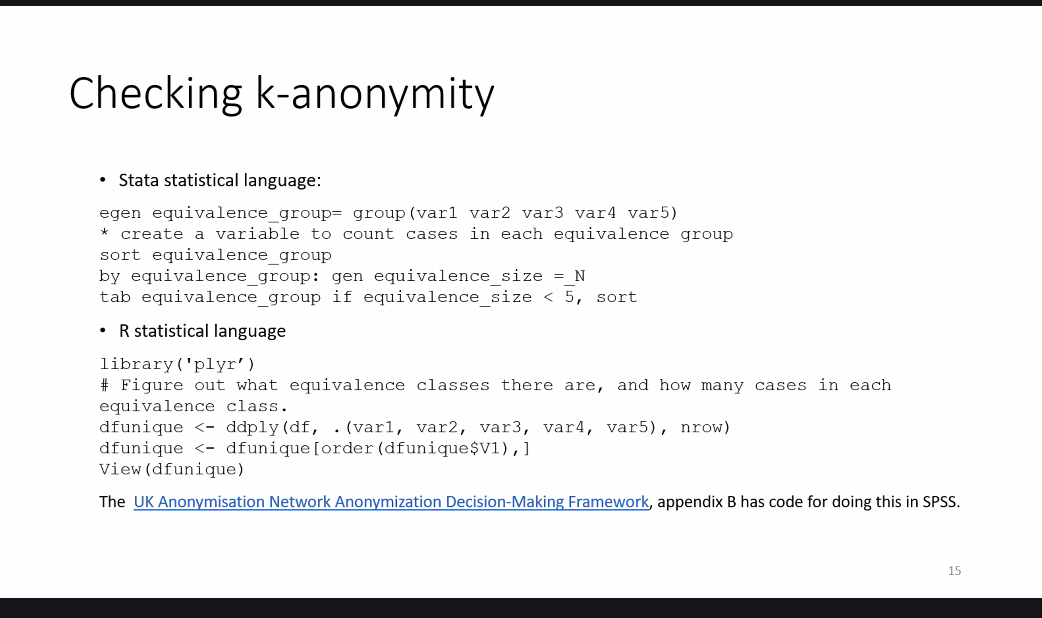 Checking k-anonymity
• Stata statistical language:
egen equivalence_group= group(var1 var2 var3 var4 var5)
* create a variable to count cases in each equivalence group
sort equivalence_group
by equivalence_group: gen equivalence_size =_N
tab equivalence_group if equivalence_size < 5, sort
• R statistical language
library('plyr’)
# Figure out what equivalence classes there are, and how many cases in each
equivalence class.
dfunique <- ddply(df, .(var1, var2, var3, var4, var5), nrow)
dfunique <- dfunique[order(dfunique$V1),]
View(dfunique)
The UK Anonymisation Network Anonymization Decision-Making Framework, appendix B has code for doing this in SPSS.
15